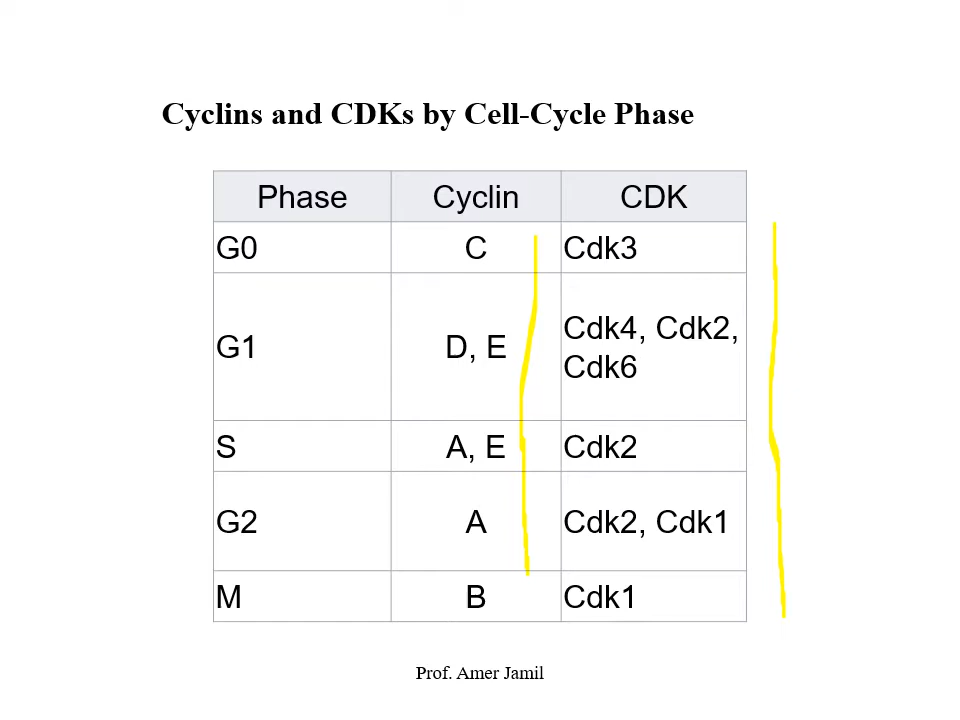 Cyclins and CDKs by Cell-Cycle Phase
Phase Cyclin CDK
G0 C Cdk3
G1 D, E Cdk4, Cdk2,
Cdk6
S A, E Cdk2
G2 A Cdk2, Cdk1
M B Cdk1
Prof. Amer Jamil